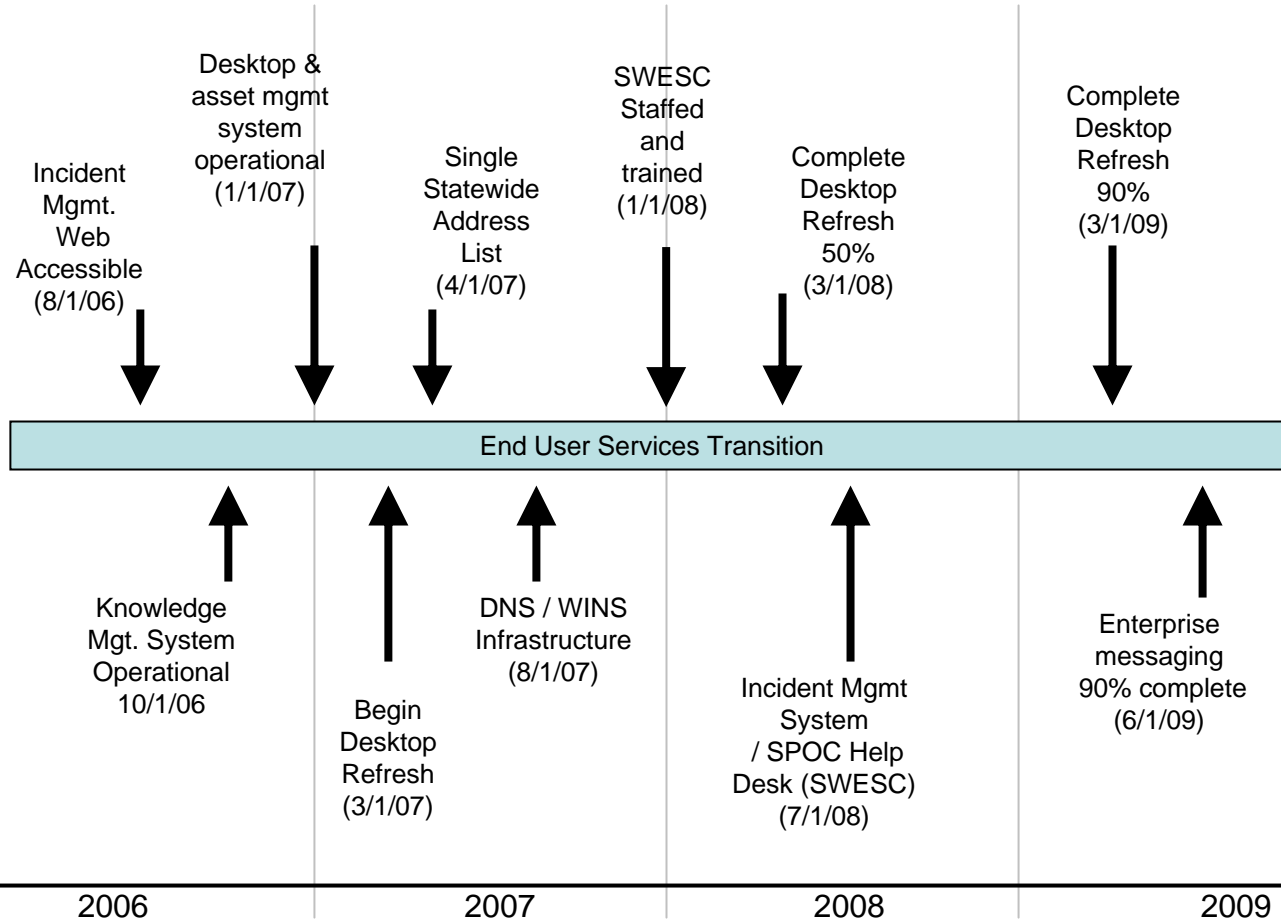 Incident
Mgmt.
Web
Accessible
(8/1/06)
Desktop &
asset mgmt
system
operational
(1/1/07)
Single
Statewide
Address
List
(4/1/07)
SWESC
Staffed
and
trained
(1/1/08)
Complete
Desktop
Refresh
50%
(3/1/08)
Complete
Desktop
Refresh
90%
(3/1/09)
End User Services Transition
Knowledge
Mgt. System
Operational
10/1/06
Begin
Desktop
Refresh
(3/1/07)
DNS / WINS
Infrastructure
(8/1/07)
Incident Mgmt
System
/ SPOC Help
Desk (SWESC)
(7/1/08)
Enterprise
messaging
90% complete
(6/1/09)
2006
2007
2008
2009